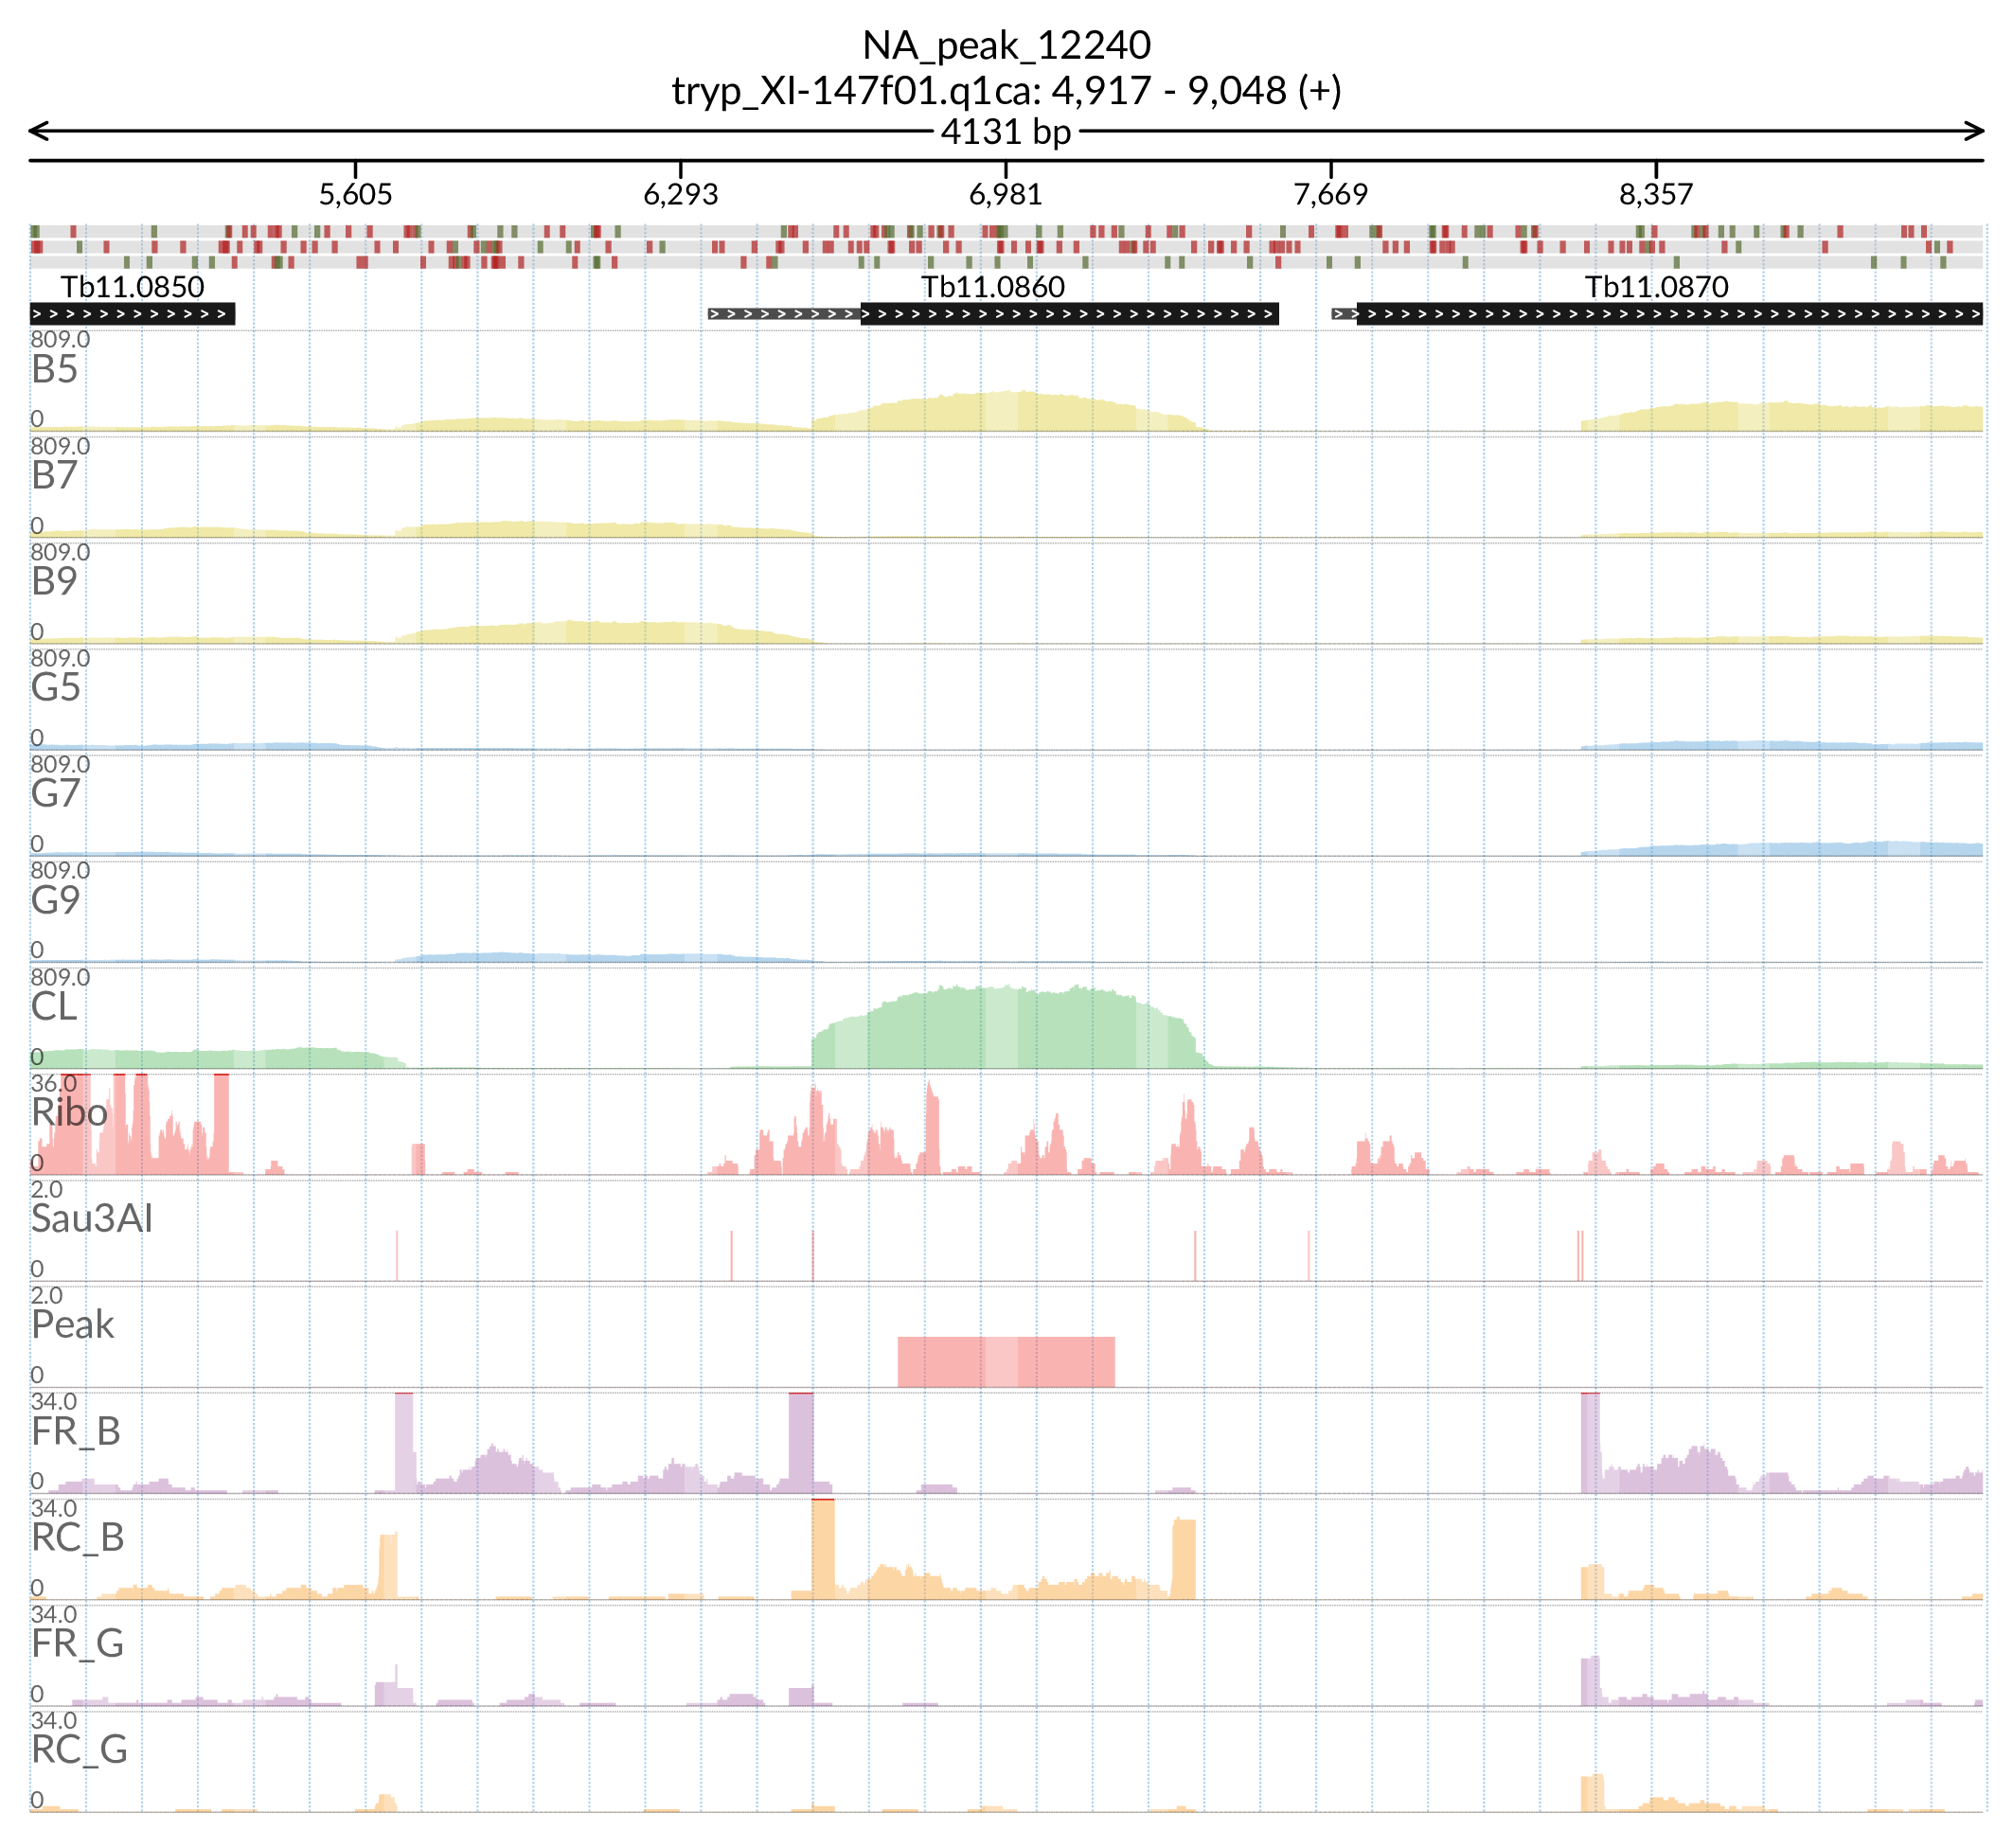 NA_peak_12240
tryp_XI-147f01.q1ca: 4,917 - 9,048 (+)
4131 bp
5,605 6,293 6,981 7,669 8,357
Tb11.0850 Tb11.0860 Tb11.0870
809.0
B5
0
809.0
B7
0
809.0
B9
0
809.0
G5
0
809.0
G7
0
809.0
G9
0
809.0
CL
0
36.0
Ribo
0
2.0
Sau3AI
0
2.0
Peak
0
34.0
FR_B
0
34.0
RC_B
0
34.0
FR_G
0
34.0
RC_G
0